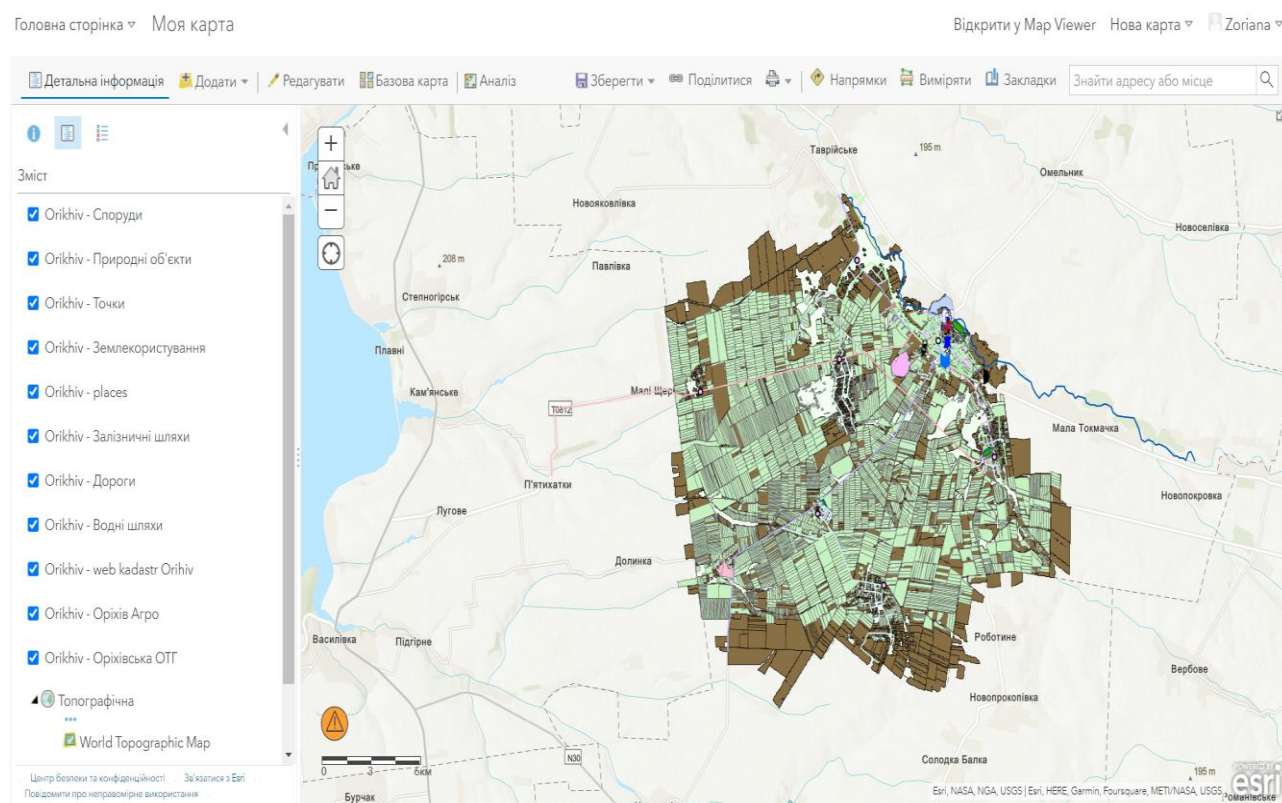 Головна сторінка Моя карта
Відкрити у Map Viewer Нова карта Zoriana
Детальна інформація Додати Редагувати Базова карта Аналіз Зберегти Поділитися Напрямки Виміряти Закладки Знайти адресу або місце
Зміст
Orikhiv - Споруди
Orikhiv - Природні об'єкти
Orikhiv - Точки
Orikhiv - Землекористування
Orikhiv - places
Orikhiv - Залізничні шляхи
Orikhiv - Дороги
Orikhiv - Водні шляхи
Orikhiv - web kadastr Orihiv
Orikhiv - Оріхів Агро
Orikhiv - Оріхівська ОТГ
Топографічна
World Topographic Map
Центр безпеки та конфіденційності Зв'язатися з Esri
Повідомити про неправомірне використання
Таврійське
195 m
Омельник
Новояковлівка
Новоселівка
208 m
Павлівка
Степногірськ
Плавні
Кам'янське
Малі Щер
T0812
Мала Токмачка
П'ятихатки
Новопокровка
Лугове
Долинка
Василівка
Підгірне
Роботине
Вербове
Новопрокопівка
N30
Солодка Балка
195 m
0 3 6км
Бурчак
Esri, NASA, NGA, USGS | Esri, HERE, Garmin, Foursquare, METI/NASA, USGS
POWERED BY
esri